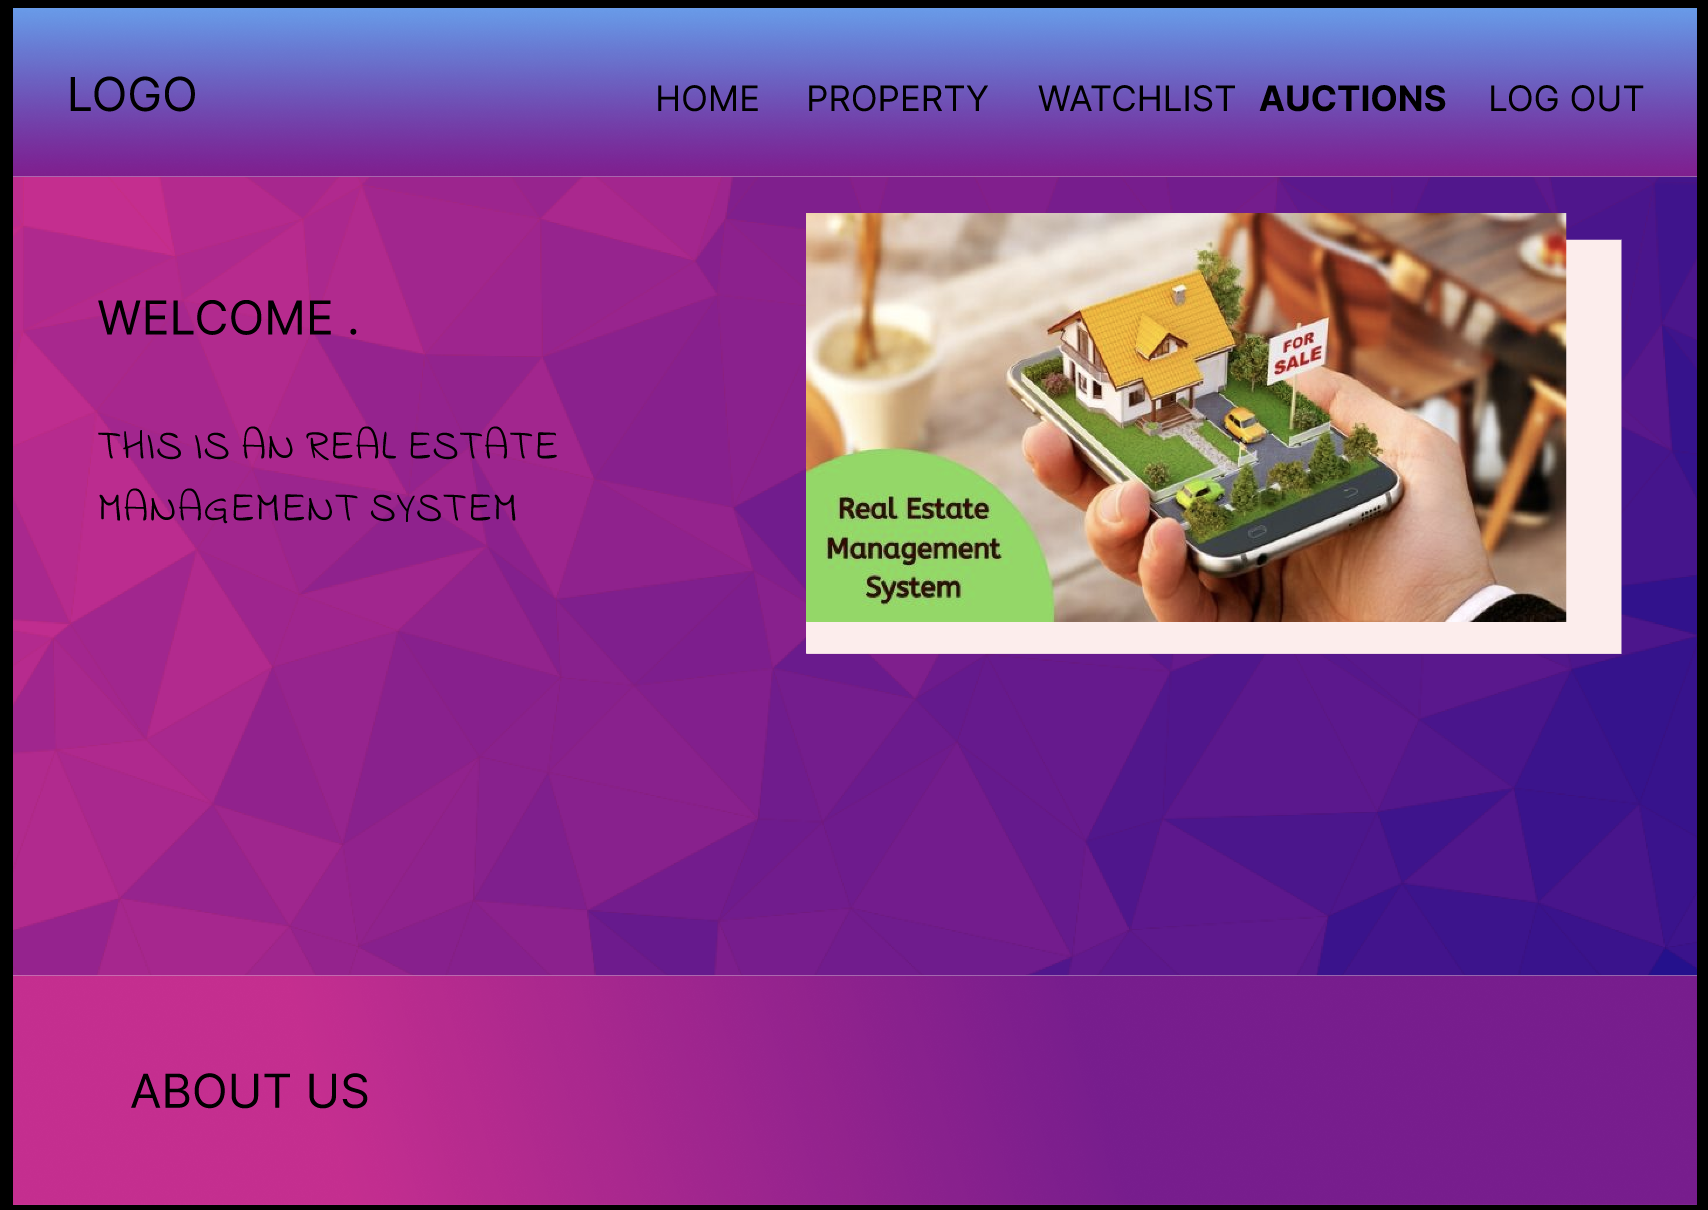 LOGO
HOME PROPERTY WATCHLIST AUCTIONS LOG OUT
WELCOME .
THIS IS AN REAL ESTATE
MANAGEMENT SYSTEM
FOR
SALE
Real Estate
Management
System
ABOUT US